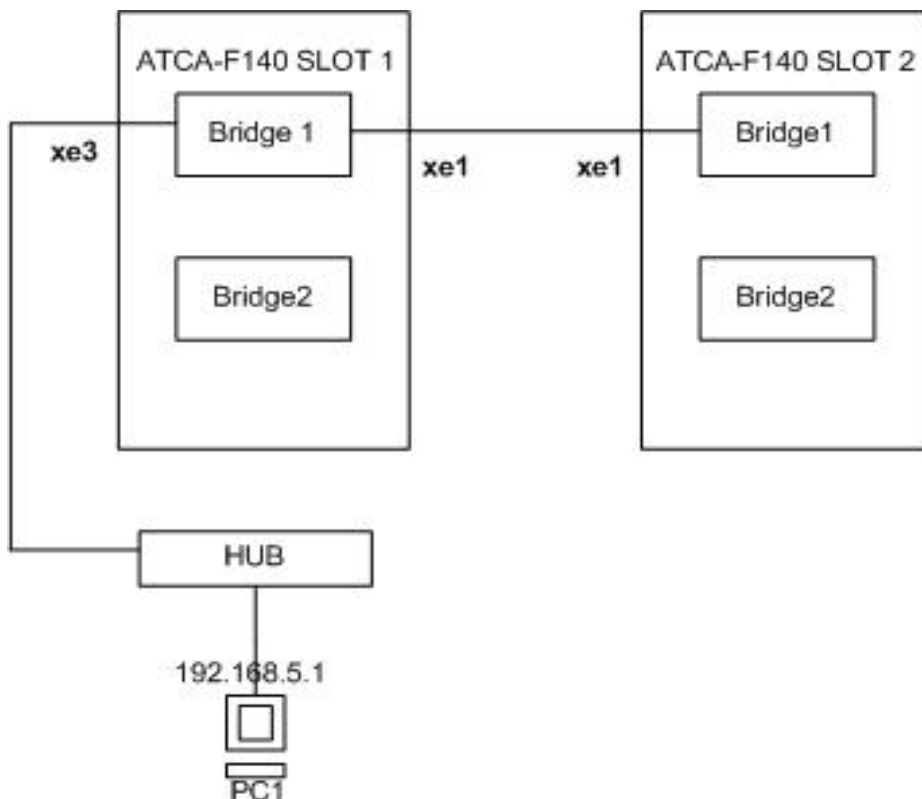 ATCA-F140 SLOT 1
ATCA-F140 SLOT 2
Bridge 1
Bridge1
xe3
xe1
xe1
Bridge2
Bridge2
HUB
192.168.5.1
PC1